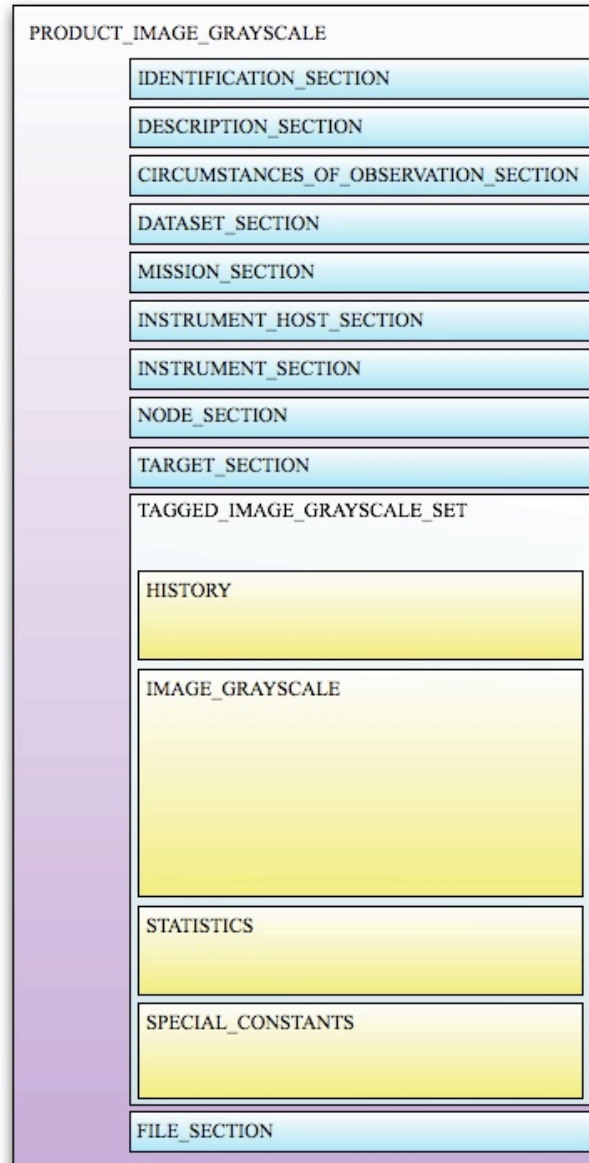 PRODUCT_IMAGE_GRAYSCALE
IDENTIFICATION_SECTION
DESCRIPTION_SECTION
CIRCUMSTANCES_OF_OBSERVATION_SECTION
DATASET_SECTION
MISSION_SECTION
INSTRUMENT_HOST_SECTION
INSTRUMENT_SECTION
NODE_SECTION
TARGET_SECTION
TAGGED_IMAGE_GRAYSCALE_SET
HISTORY
IMAGE_GRAYSCALE
STATISTICS
SPECIAL_CONSTANTS
FILE_SECTION